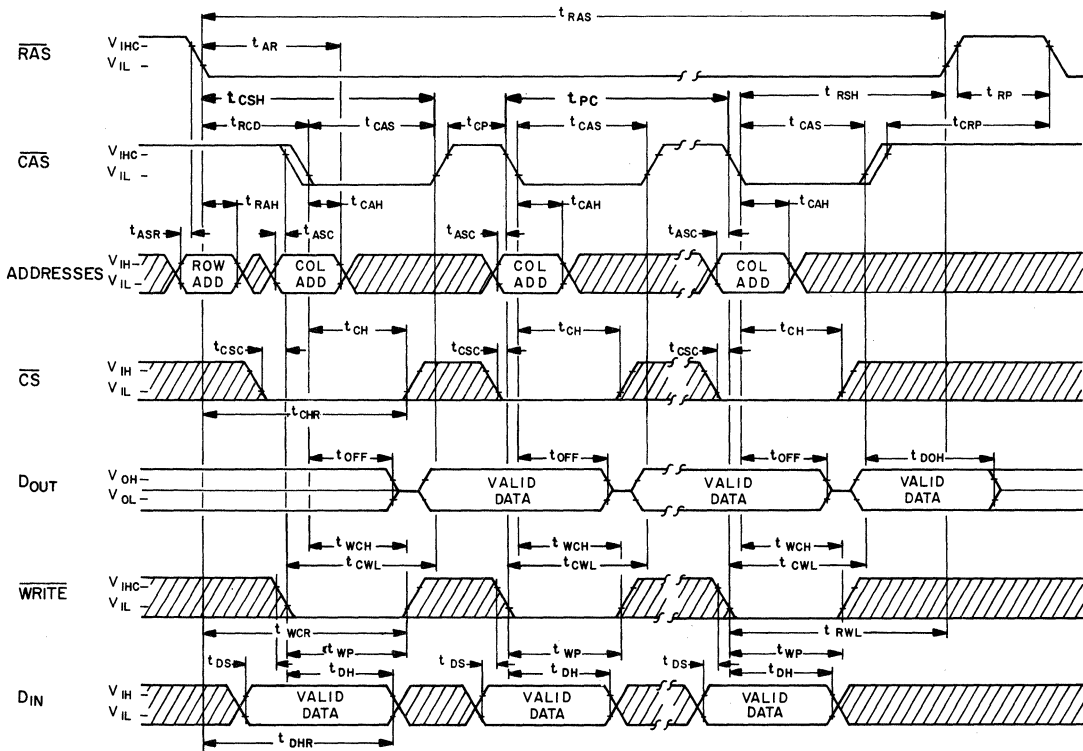 t RAS
RAS
V IHC
V IL
t AR
t CSH
t PC
t RSH
t RP
t RCD
t CAS
t CP
t CAS
t CAS
t CRP
CAS
V IHC
V IL
t RAH
t CAH
t CAH
t CAH
t ASR
t ASC
t ASC
t ASC
ADDRESSES
V IH
V IL
ROW ADD
COL ADD
COL ADD
COL ADD
t CH
t CH
t CH
t CSC
t CSC
t CSC
CS
V IH
V IL
t CHR
t OFF
t OFF
t OFF
t DOH
D OUT
V OH
V OL
VALID DATA
VALID DATA
VALID DATA
t WCH
t WCH
t WCH
t CWL
t CWL
t CWL
WRITE
V IHC
V IL
t WCR
t RWL
t WP
t WP
t WP
t DS
t DH
t DS
t DH
t DS
t DH
D IN
V IH
V IL
VALID DATA
VALID DATA
VALID DATA
t DHR